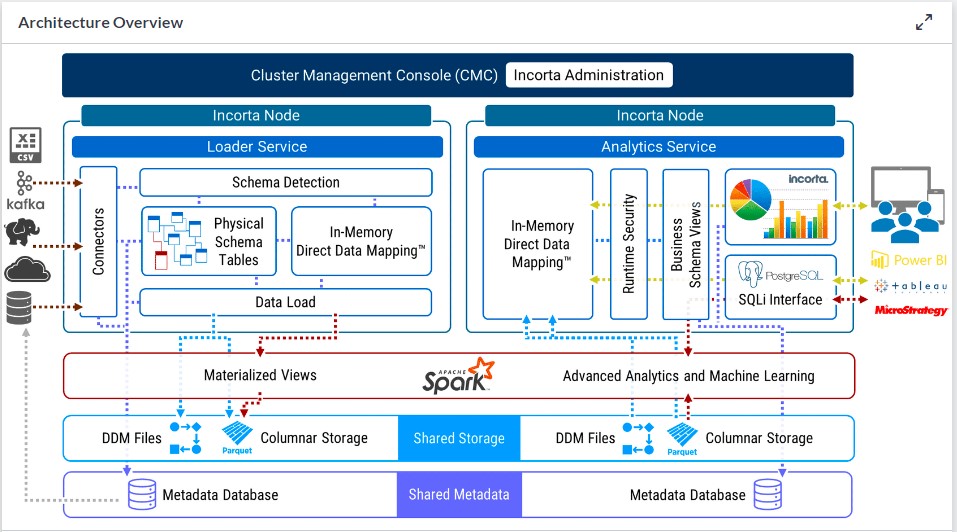 Architecture Overview
Cluster Management Console (CMC) Incorta Administration
Incorta Node
Loader Service
Connectors
Schema Detection
Physical
Schema
Tables
In-Memory
Direct Data Mapping™
Data Load
Incorta Node
Analytics Service
In-Memory
Direct Data
Mapping™
Runtime Security
Business
Schema Views
incorta.
PostgreSQL
SQLi Interface
CSV
kafka
Power BI
+ableau
MicroStrategy
Materialized Views
APACHE
Spark
Advanced Analytics and Machine Learning
DDM Files
Parquet
Columnar Storage
Shared Storage
DDM Files
Parquet
Columnar Storage
Metadata Database
Shared Metadata
Metadata Database